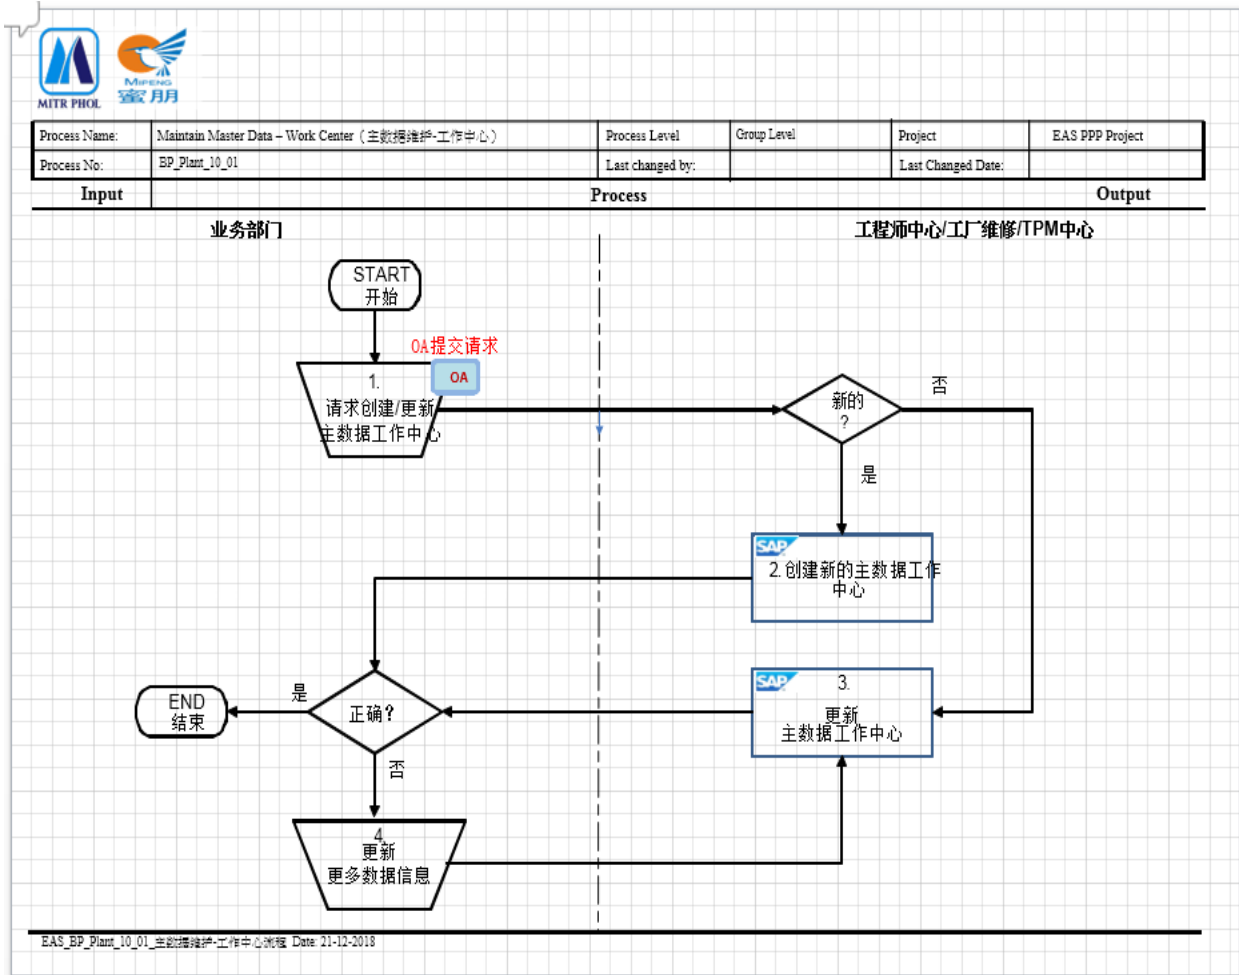 MITR PHOL
MIPENG
蜜朋
Process Name: Maintain Master Data – Work Center（主数据维护-工作中心） Process Level Group Level Project EAS PPP Project
Process No: BP_Plant_10_01 Last changed by: Last Changed Date:
Input Process Output
业务部门 工程师中心/工厂维修/TPM中心
START
开始
OA提交请求
OA
1.
请求创建/更新
主数据工作中心
新的
?
否
是
SAP
2.创建新的主数据工作
中心
SAP
3.
更新
主数据工作中心
正确?
是
END
结束
否
4.
更新
更多数据信息
EAS_BP_Plant_10_01_主数据维护-工作中心流程 Date: 21-12-2018